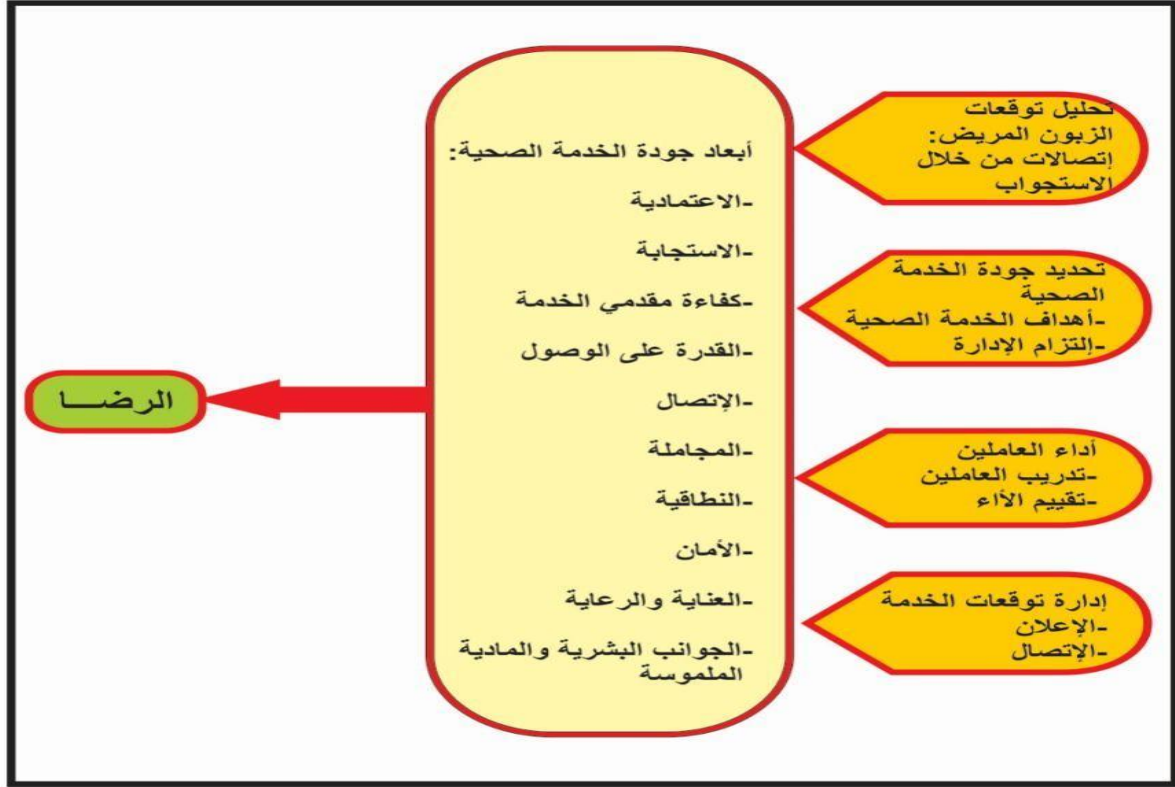 تحليل توقعات
الزبون المريض:
إتصالات من خلال
الاستجواب
تحديد جودة الخدمة
الصحية
-أهداف الخدمة الصحية
-إلتزام الإدارة
أداء العاملين
-تدريب العاملين
-تقييم الأاء
إدارة توقعات الخدمة
-الإعلان
-الإتصال
أبعاد جودة الخدمة الصحية:
-الاعتمادية
-الاستجابة
-كفاءة مقدمي الخدمة
-القدرة على الوصول
-الإتصال
-المجاملة
-النطاقية
-الأمان
-العناية والرعاية
-الجوانب البشرية والمادية
الملموسة
الرضــــا